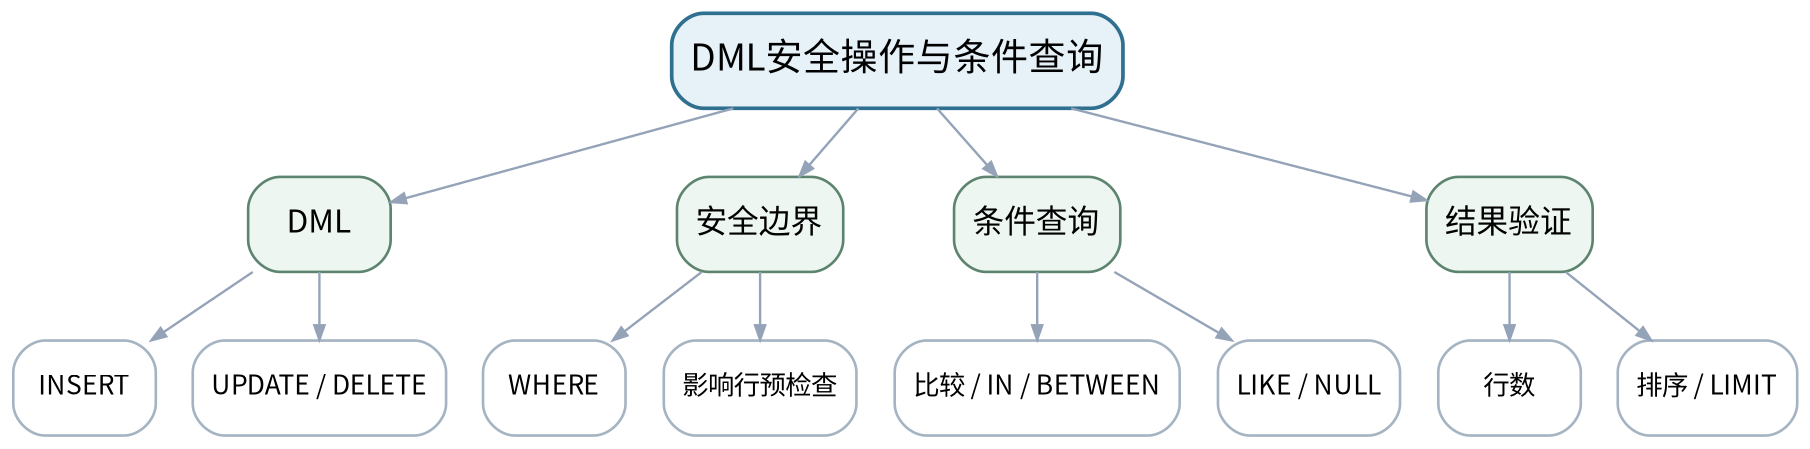 DML安全操作与条件查询
DML
安全边界
条件查询
结果验证
INSERT
UPDATE / DELETE
WHERE
影响行预检查
比较 / IN / BETWEEN
LIKE / NULL
行数
排序 / LIMIT